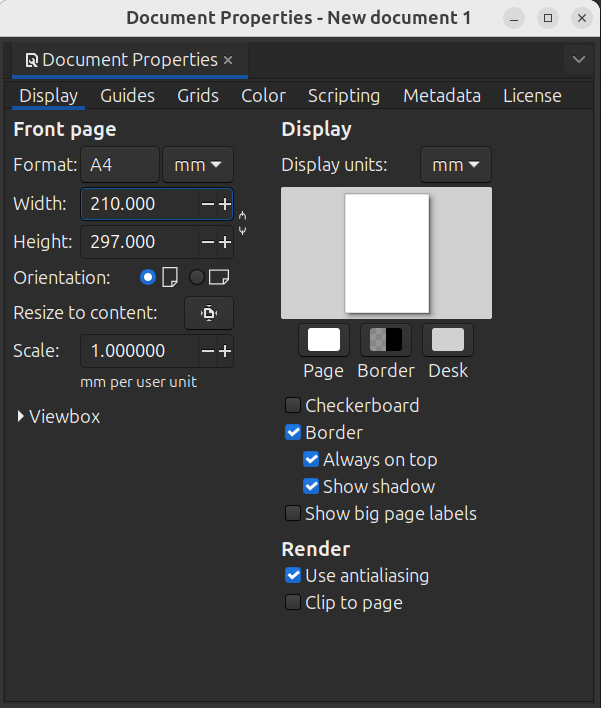 Document Properties - New document 1
Document Properties
Display Guides Grids Color Scripting Metadata License
Front page
Format: A4 mm
Width: 210.000
Height: 297.000
Orientation:
Resize to content:
Scale: 1.000000
mm per user unit
Viewbox
Display
Display units: mm
Page Border Desk
Checkerboard
Border
Always on top
Show shadow
Show big page labels
Render
Use antialiasing
Clip to page